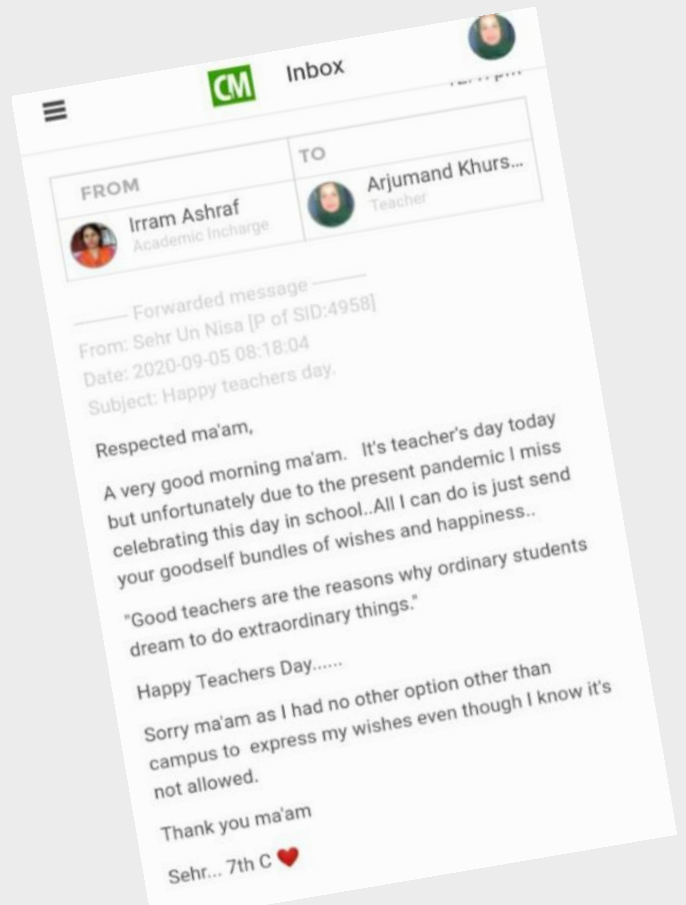 CM Inbox
FROM
TO
Irram Ashraf
Academic Incharge
Arjumand Khurs...
Teacher
Forwarded message
From: Sehr Un Nisa [P of SID:4958]
Date: 2020-09-05 08:18:04
Subject: Happy teachers day.
Respected ma'am,
A very good morning ma'am. It's teacher's day today
but unfortunately due to the present pandemic I miss
celebrating this day in school..All I can do is just send
your goodself bundles of wishes and happiness..
"Good teachers are the reasons why ordinary students
dream to do extraordinary things."
Happy Teachers Day......
Sorry ma'am as I had no other option other than
campus to express my wishes even though I know it's
not allowed.
Thank you ma'am
Sehr... 7th C ❤️